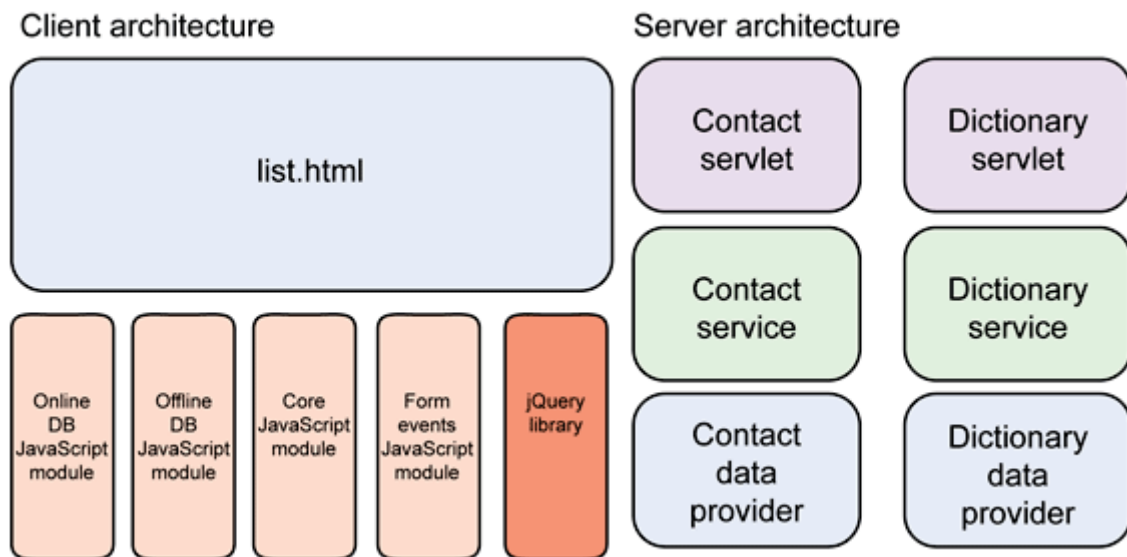 Client architecture
list.html
Online
DB
JavaScript
module
Offline
DB
JavaScript
module
Core
JavaScript
module
Form
events
JavaScript
module
jQuery
library
Server architecture
Contact
servlet
Dictionary
servlet
Contact
service
Dictionary
service
Contact
data
provider
Dictionary
data
provider